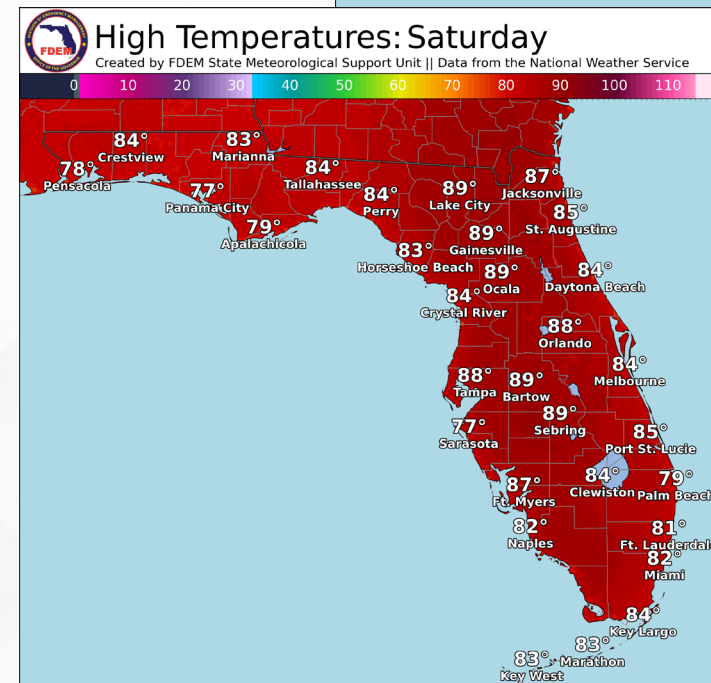 FDEM
High Temperatures: Saturday
Created by FDEM State Meteorological Support Unit || Data from the National Weather Service
0 10 20 30 40 50 60 70 80 90 100 110
84°
Crestview
83°
Marianna
78°
Pensacola
77°
Panama City
84°
Tallahassee
79°
Apalachicola
84°
Perry
89°
Lake City
87°
Jacksonville
85°
St. Augustine
89°
Gainesville
83°
Horseshoe Beach
89°
Ocala
84°
Daytona Beach
84°
Crystal River
88°
Orlando
84°
Melbourne
88°
Tampa
89°
Bartow
89°
Sebring
77°
Sarasota
85°
Port St. Lucie
84°
Clewiston
79°
Palm Beach
87°
Ft. Myers
82°
Naples
81°
Ft. Lauderdal
82°
Miami
84°
Key Largo
83°
Marathon
83°
Key West